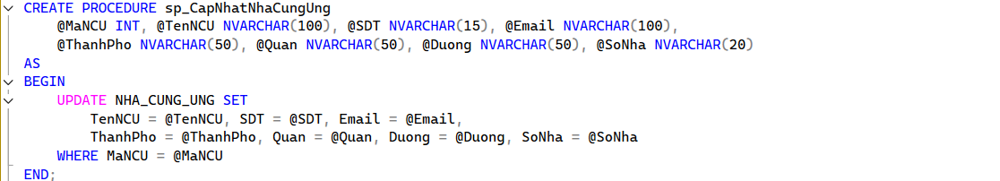 CREATE PROCEDURE sp_CapNhatNhaCungUng
    @MaNCU INT, @TenNCU NVARCHAR(100), @SDT NVARCHAR(15), @Email NVARCHAR(100),
    @ThanhPho NVARCHAR(50), @Quan NVARCHAR(50), @Duong NVARCHAR(50), @SoNha NVARCHAR(20)
AS
BEGIN
    UPDATE NHA_CUNG_UNG SET
        TenNCU = @TenNCU, SDT = @SDT, Email = @Email,
        ThanhPho = @ThanhPho, Quan = @Quan, Duong = @Duong, SoNha = @SoNha
    WHERE MaNCU = @MaNCU
END;